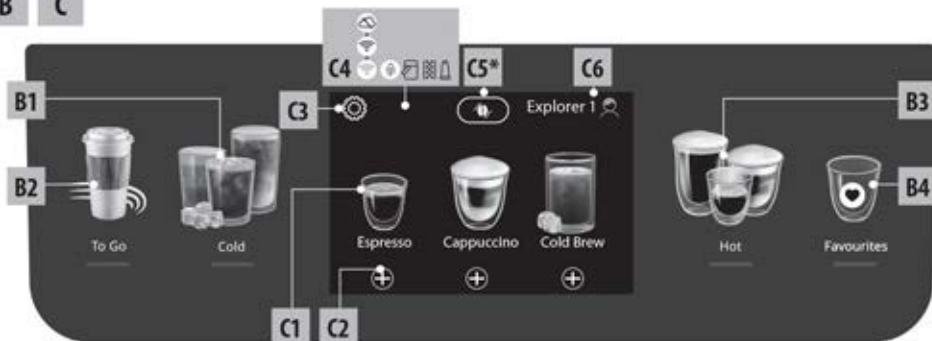 B C
C4 C5* C6
B1 C3 Explorer 1 B3
B2 B4
Espresso Cappuccino Cold Brew
To Go Cold Hot Favourites
C1 C2